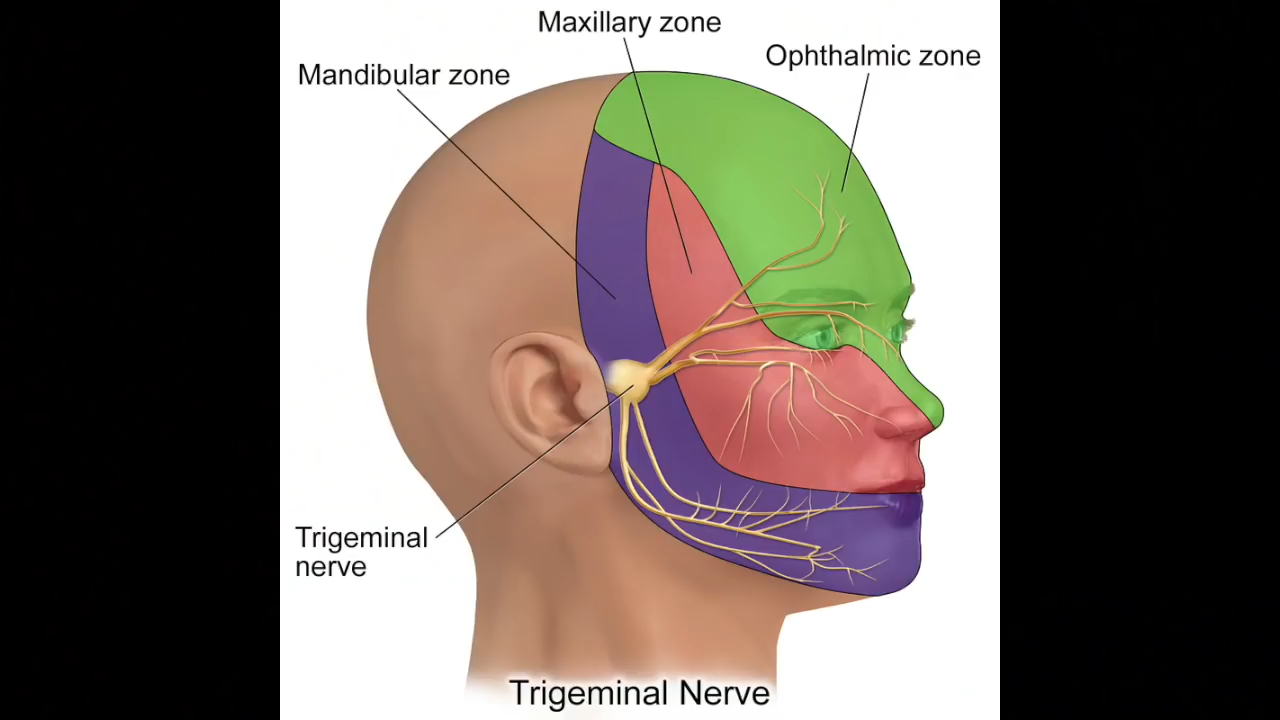 Maxillary zone
Ophthalmic zone
Mandibular zone
Trigeminal
nerve
Trigeminal Nerve